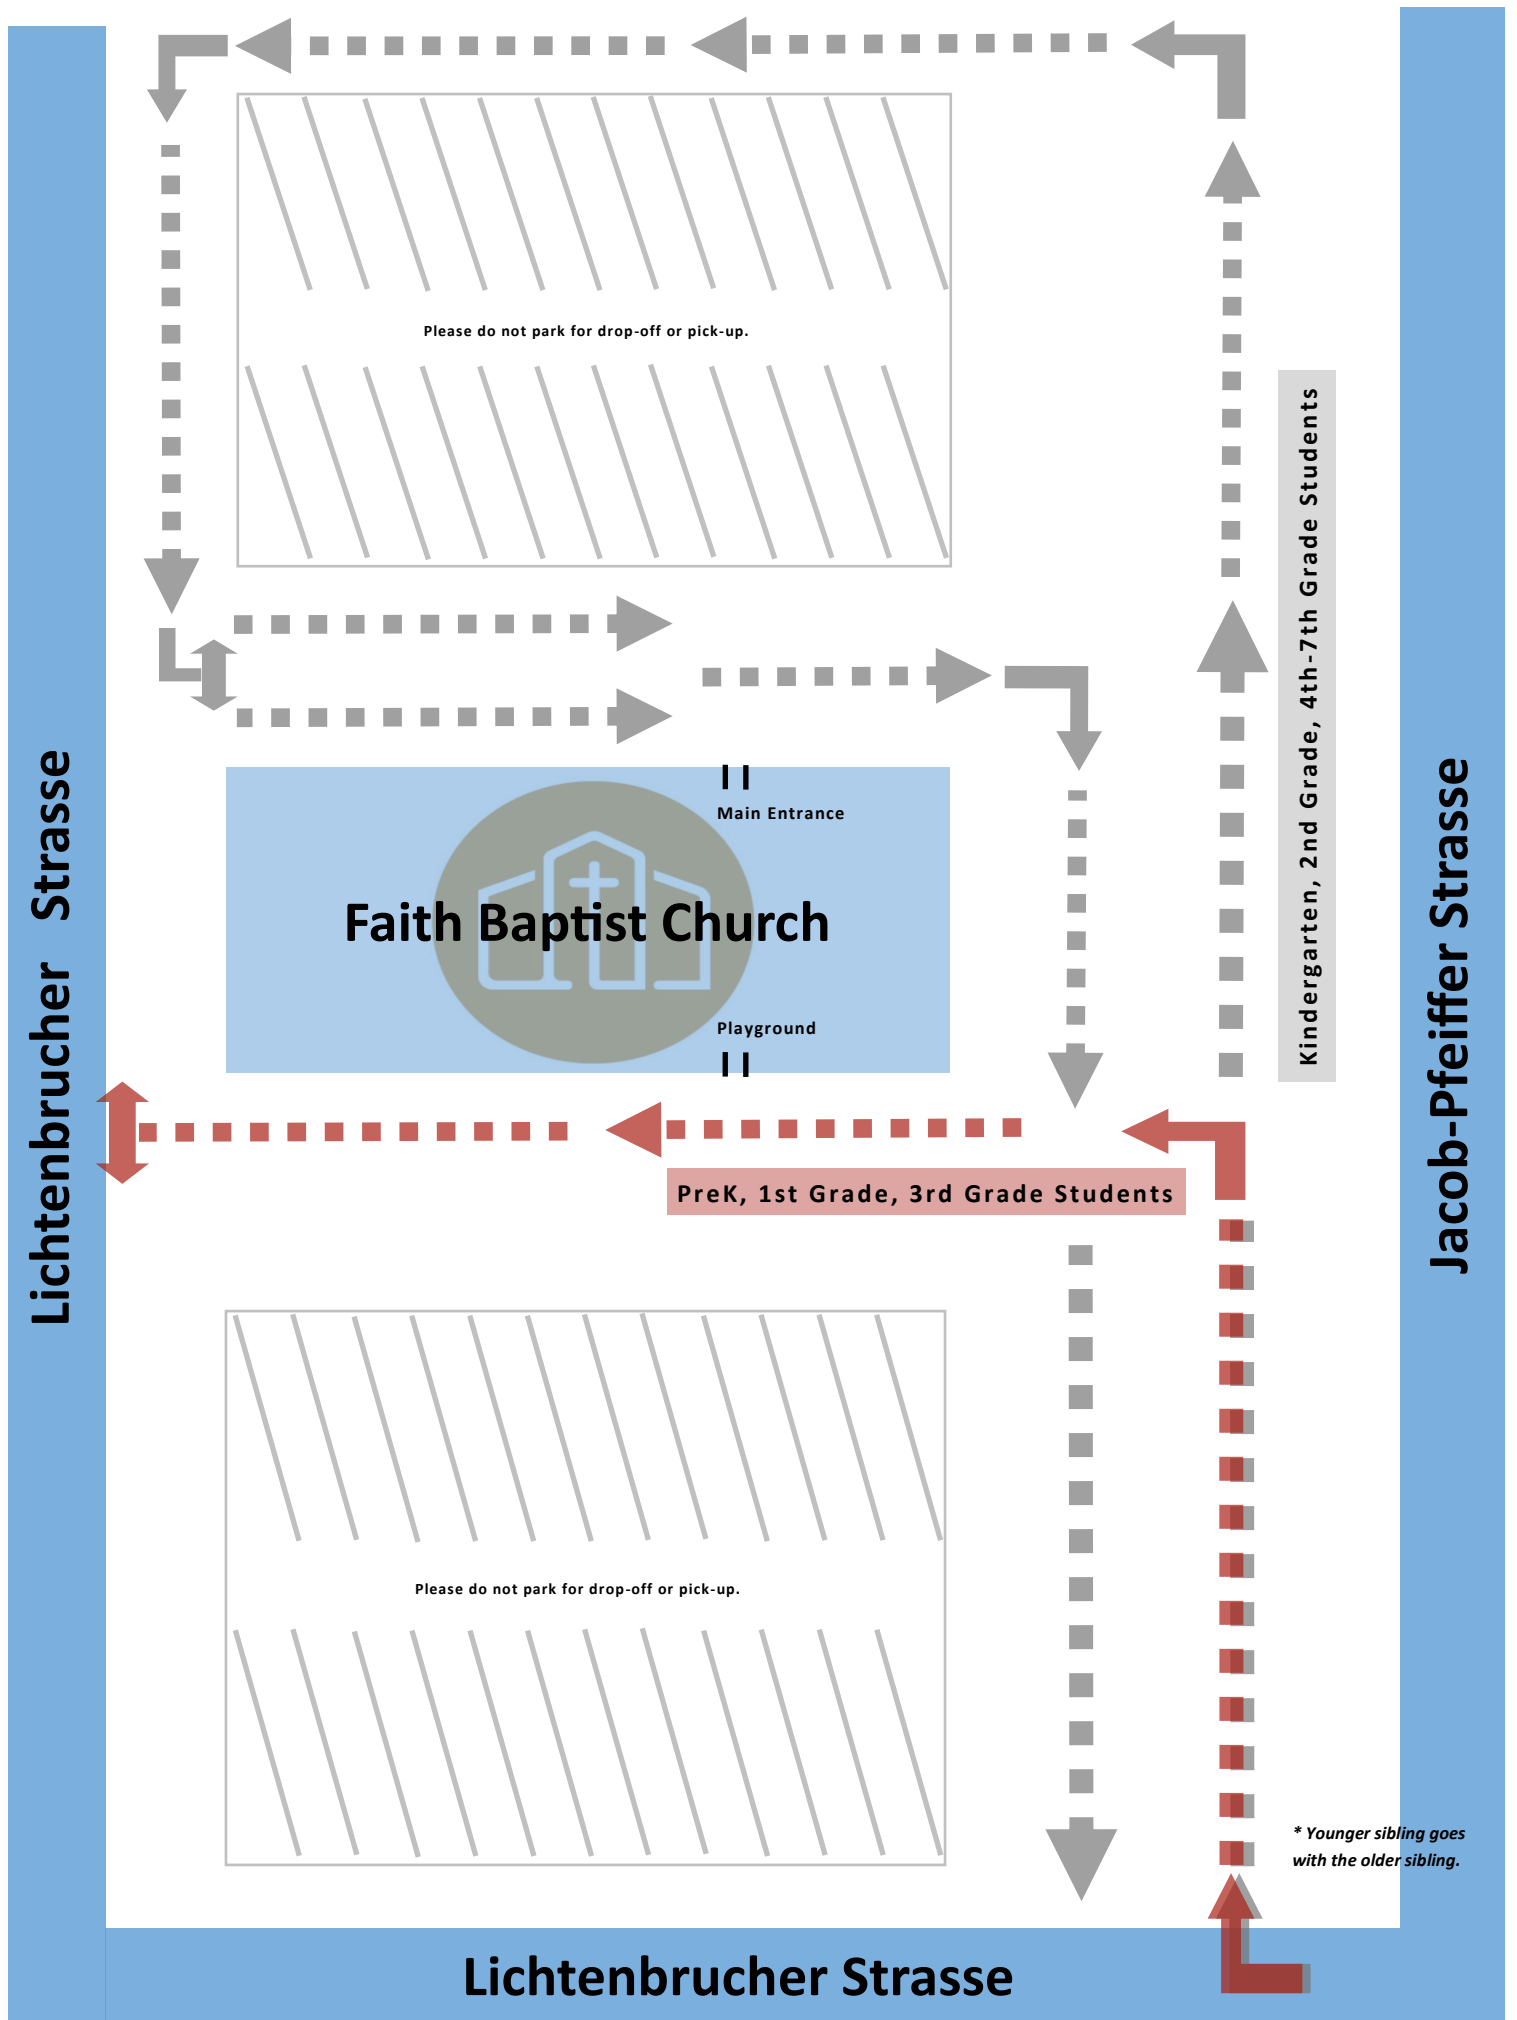 Please do not park for drop-off or pick-up.
Kindergarten, 2nd Grade, 4th-7th Grade Students
Main Entrance
Faith Baptist Church
Playground
Lichtenbrucher Strasse
Jacob-Pfeiffer Strasse
PreK, 1st Grade, 3rd Grade Students
Please do not park for drop-off or pick-up.
* Younger sibling goes
with the older sibling.
Lichtenbrucher Strasse